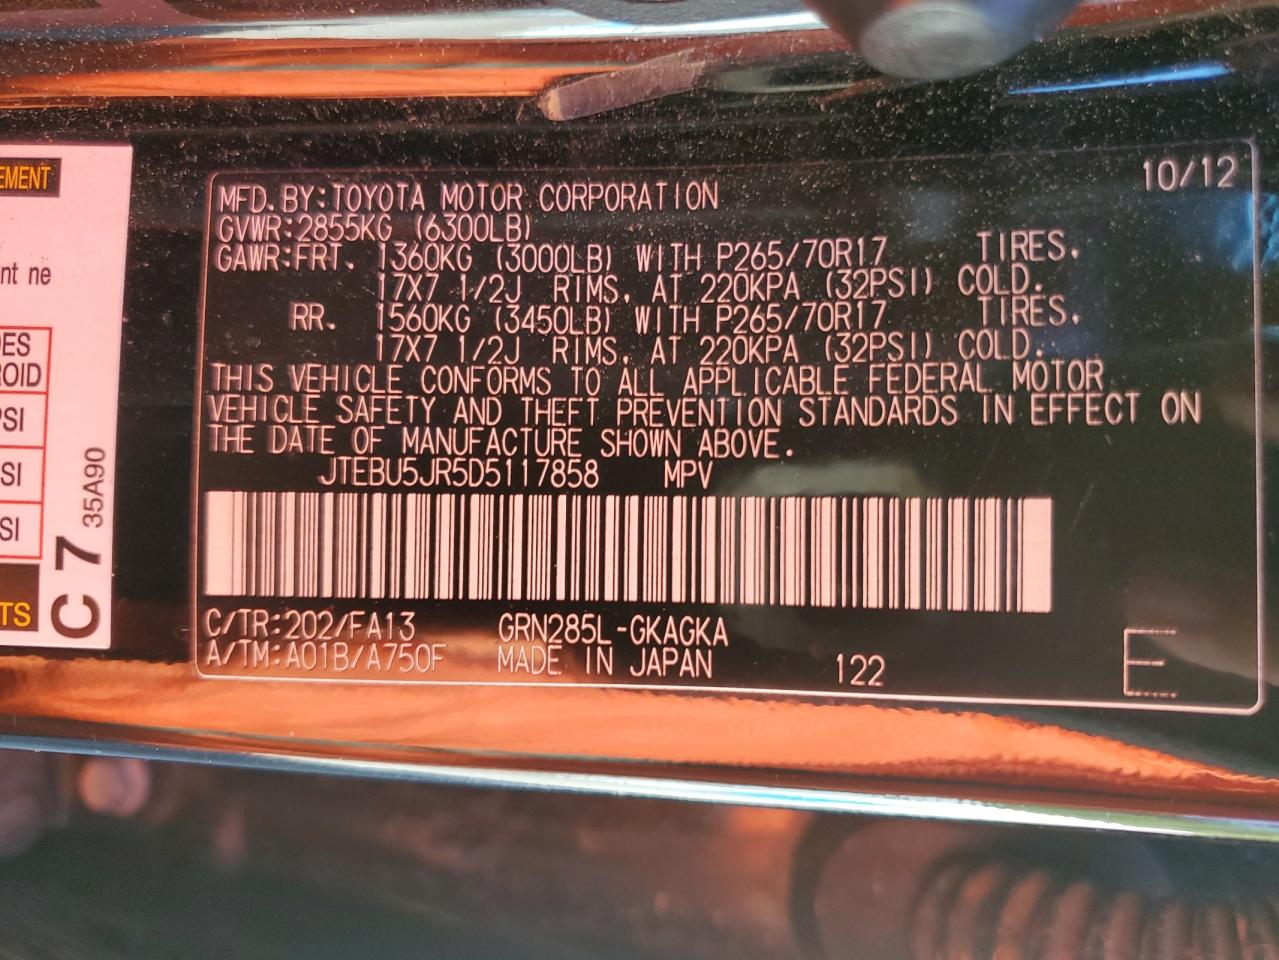 10/12
MFD.BY:TOYOTA MOTOR CORPORATION
GVWR:2855KG (6300LB)
GAWR:FRT. 1360KG (3000LB) WITH P265/70R17 TIRES.
17X7 1/2J RIMS, AT 220KPA (32PSI) COLD.
RR. 1560KG (3450LB) WITH P265/70R17 TIRES.
17X7 1/2J RIMS, AT 220KPA (32PSI) COLD.
THIS VEHICLE CONFORMS TO ALL APPLICABLE FEDERAL MOTOR
VEHICLE SAFETY AND THEFT PREVENTION STANDARDS IN EFFECT ON
THE DATE OF MANUFACTURE SHOWN ABOVE.
JTEBU5JR5D5117858 MPV
C/TR:202/FA13 GRN285L-GKAGKA
A/TM:A01B/A750F MADE IN JAPAN 122 E
EMENT
nt ne
ES
ROID
PSI
SI
SI
TS
C 7 35A90